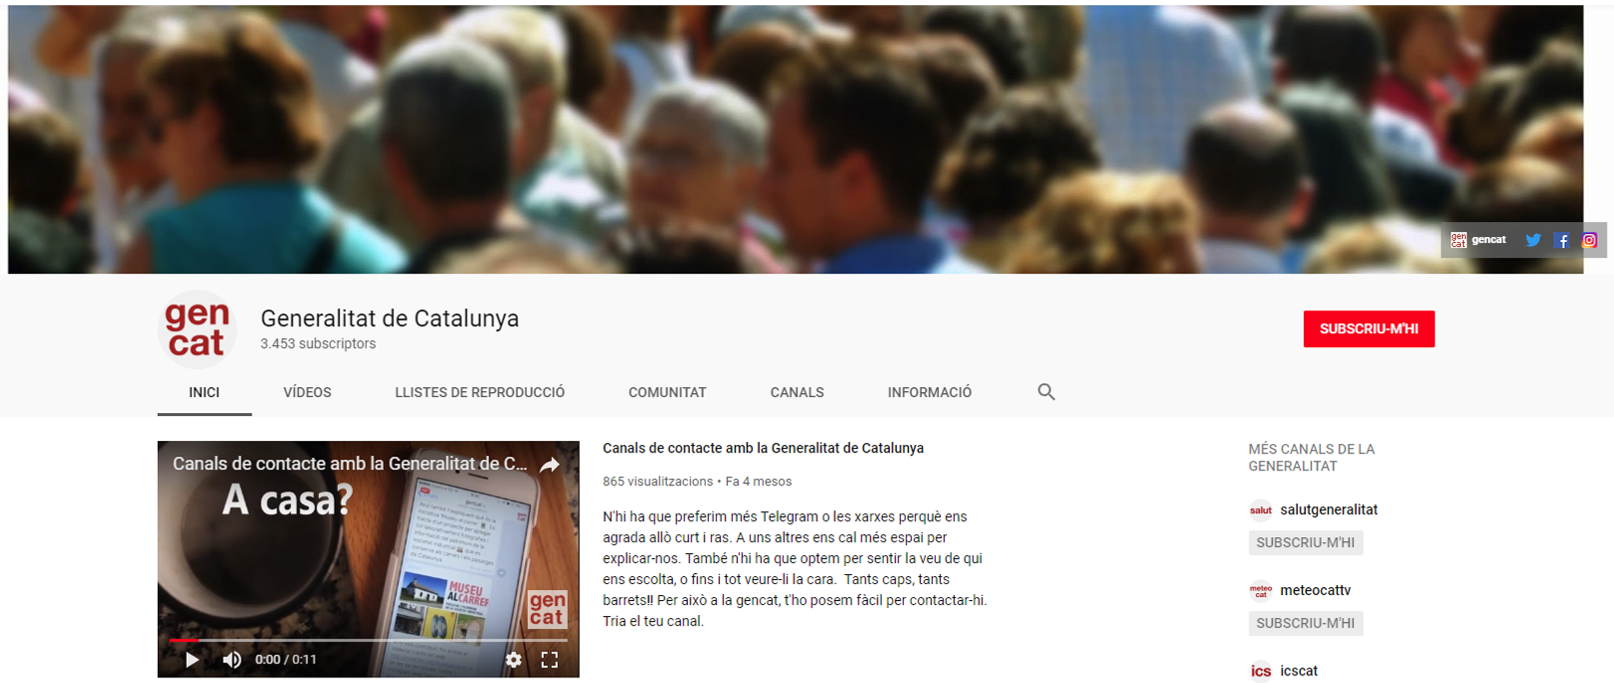 gen
cat
gencat
gen
cat
Generalitat de Catalunya
3.453 subscriptors
SUBSCRIU-M'HI
INICI
VÍDEOS
LLISTES DE REPRODUCCIÓ
COMUNITAT
CANALS
INFORMACIÓ
Canals de contacte amb la Generalitat de C...
A casa?
MUSEU
ALCARRER
gen
cat
0:00 / 0:11
Canals de contacte amb la Generalitat de Catalunya
865 visualitzacions • Fa 4 mesos
N'hi ha que preferim més Telegram o les xarxes perquè ens
agrada allò curt i ras. A uns altres ens cal més espai per
explicar-nos. També n'hi ha que optem per sentir la veu de qui
ens escolta, o fins i tot veure-li la cara.  Tants caps, tants
barrets!! Per això a la gencat, t'ho posem fàcil per contactar-hi.
Tria el teu canal.
MÉS CANALS DE LA
GENERALITAT
salut
salutgeneralitat
SUBSCRIU-M'HI
meteo
cat
meteocattv
SUBSCRIU-M'HI
ics
icscat